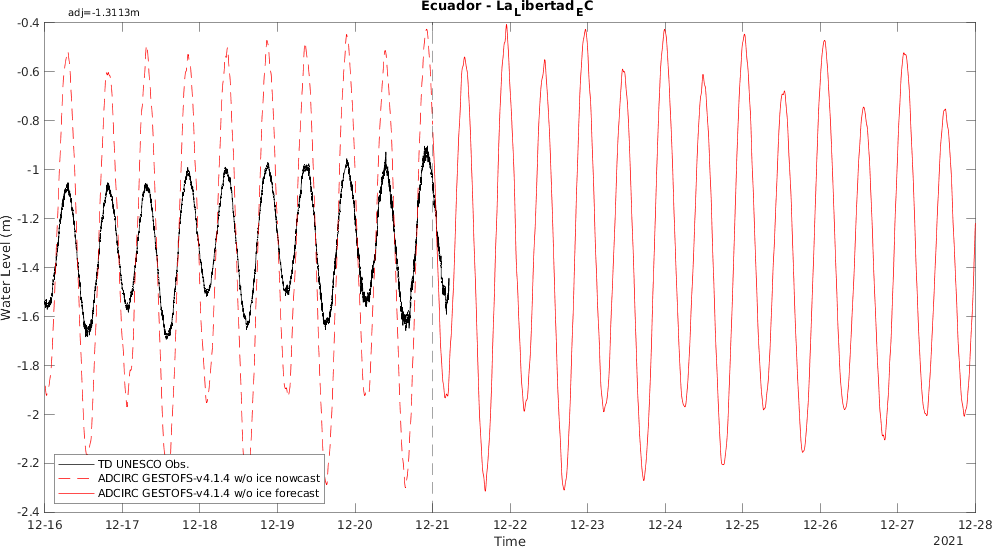 adj=-1.3113m
Ecuador - LaLibertadEC
-0.4
-0.6
-0.8
-1
-1.2
-1.4
-1.6
-1.8
-2
-2.2
-2.4
Water Level (m)
TD UNESCO Obs.
ADCIRC GESTOFS-v4.1.4 w/o ice nowcast
ADCIRC GESTOFS-v4.1.4 w/o ice forecast
12-16 12-17 12-18 12-19 12-20 12-21 12-22 12-23 12-24 12-25 12-26 12-27 12-28
Time
2021